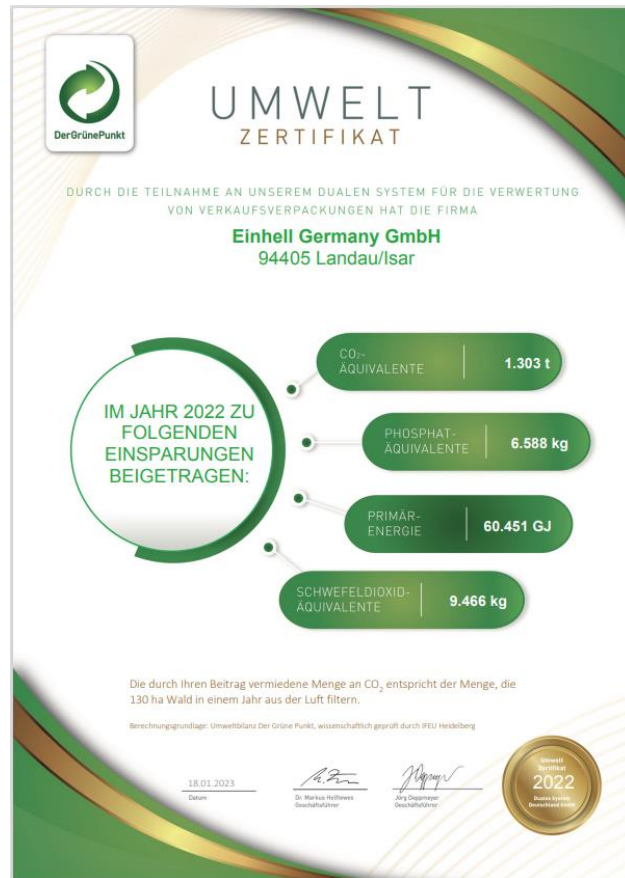 DerGrünePunkt
UMWELT
ZERTIFIKAT
DURCH DIE TEILNAHME AN UNSEREM DUALEN SYSTEM FÜR DIE VERWERTUNG
VON VERKAUFSVERPACKUNGEN HAT DIE FIRMA
Einhell Germany GmbH
94405 Landau/Isar
IM JAHR 2022 ZU
FOLGENDEN
EINSPARUNGEN
BEIGETRAGEN:
CO₂-
ÄQUIVALENTE
1.303 t
PHOSPHAT-
ÄQUIVALENTE
6.588 kg
PRIMÄR-
ENERGIE
60.451 GJ
SCHWEFELDIOXID-
ÄQUIVALENTE
9.466 kg
Die durch Ihren Beitrag vermiedene Menge an CO₂ entspricht der Menge, die
130 ha Wald in einem Jahr aus der Luft filtern.
Berechnungsgrundlage: Umweltbilanz Der Grüne Punkt, wissenschaftlich geprüft durch IFEU Heidelberg
18.01.2023
Datum
Dr. Markus Helftewes
Geschäftsführer
Jörg Deppmeyer
Geschäftsführer
Umwelt
Zertifikat
2022
Duales System
Deutschland GmbH